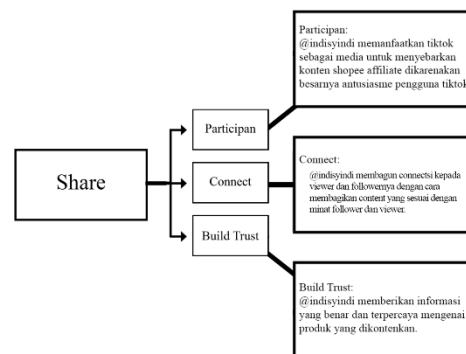 Share
Participan
Connect
Build Trust
Participan:
@indisyindi memanfaatkan tiktok
sebagai media untuk menyebarkan
konten shopee affiliate dikarenakan
besarnya antusiasme pengguna tiktok
Connect:
@indisyindi membagun connectsi kepada
viewer dan followernya dengan cara
membagikan content yang sesuai dengan
minat follower dan viewer.
Build Trust:
@indisyindi memberikan informasi
yang benar dan terpercaya mengenai
produk yang dikontenkan.